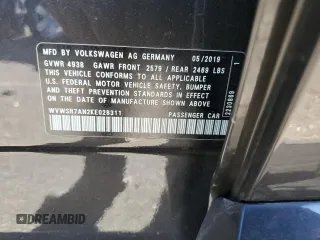 MFD. BY VOLKSWAGEN AG GERMANY 05/2019
GVWR 4938 GAWR FRONT 2579 / REAR 2469 LBS
THIS VEHICLE CONFORMS TO ALL APPLICABLE
FEDERAL MOTOR VEHICLE SAFETY, BUMPER
AND THEFT PREVENTION STANDARDS IN EFFECT
ON THE DATE OF MANUFACTURE SHOWN ABOVE
WVWSR7AN2KE028311 PASSENGER CAR
DREAMBID